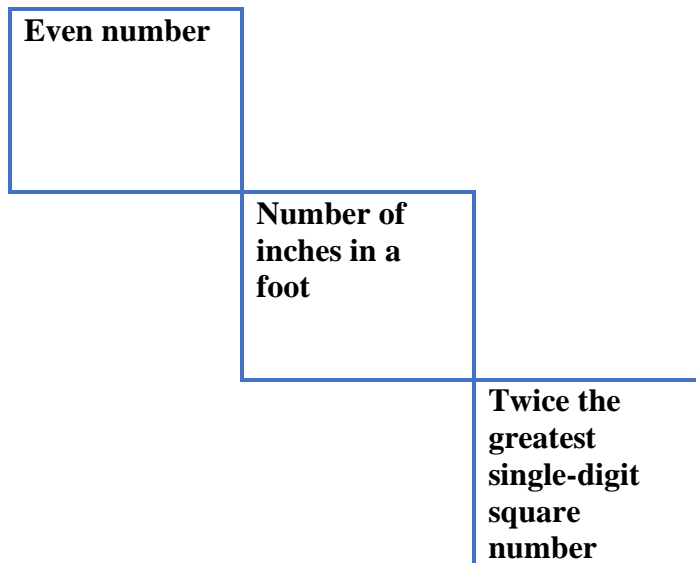 Even number
Number of
inches in a
foot
Twice the
greatest
single-digit
square
number